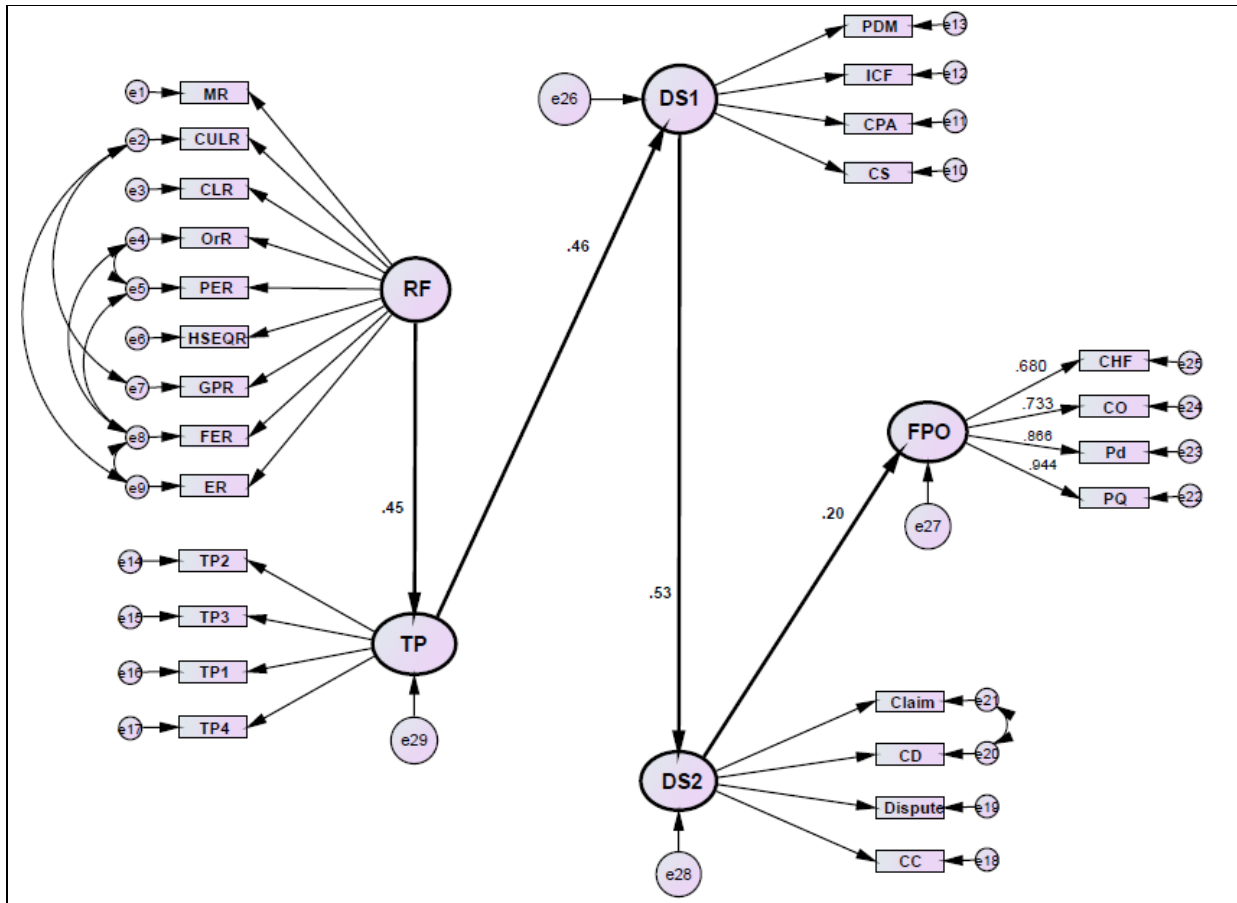 e1 MR
e2 CULR
e3 CLR
e4 OrR
e5 PER
e6 HSEQR
e7 GPR
e8 FER
e9 ER
RF
.45
e14 TP2
e15 TP3
e16 TP1
e17 TP4
TP
e29
.46
e26 DS1
PDM e13
ICF e12
CPA e11
CS e10
.53
.20
FPO
e27
.680 CHF e25
.733 CO e24
.866 Pd e23
.944 PQ e22
DS2
e28
Claim e21
CD e20
Dispute e19
CC e18